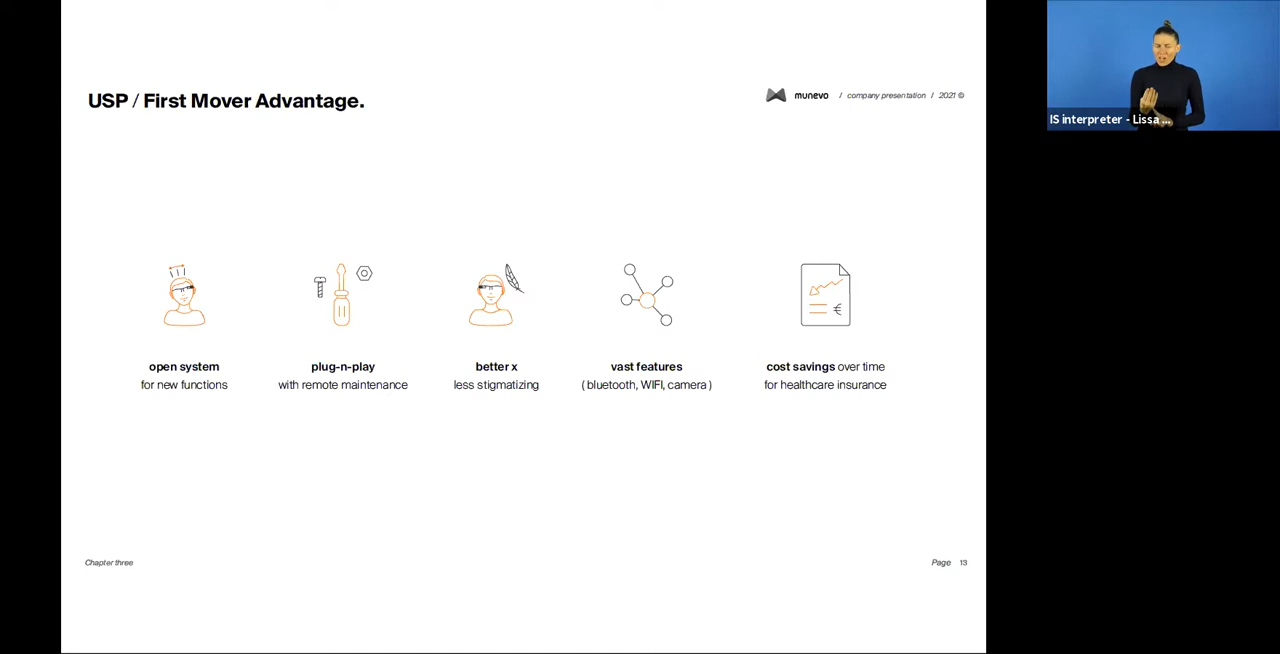 USP / First Mover Advantage.
munevo / company presentation / 2021 ©
IS interpreter - Lissa ...
€
open system
for new functions
plug-n-play
with remote maintenance
better x
less stigmatizing
vast features
( bluetooth, WIFI, camera )
cost savings over time
for healthcare insurance
Chapter three
Page 13